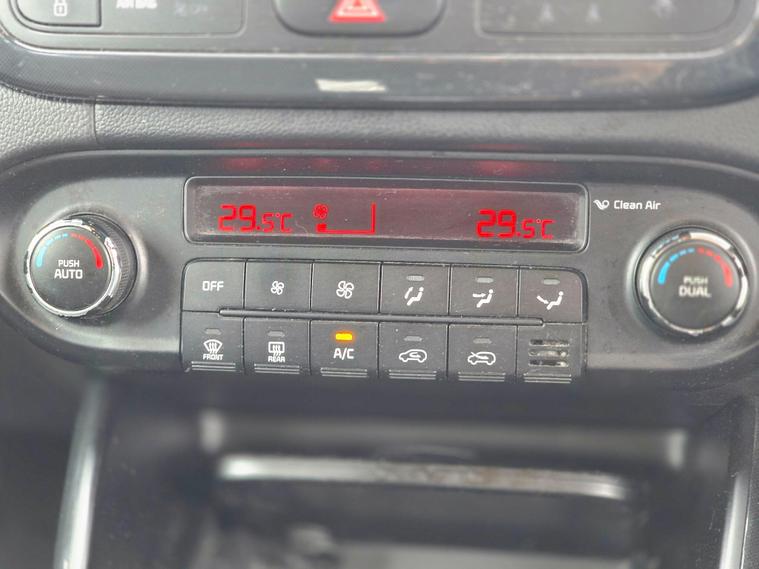 29.5°C
29.5°C
Clean Air
PUSH
AUTO
PUSH
DUAL
OFF
FRONT
REAR
A/C